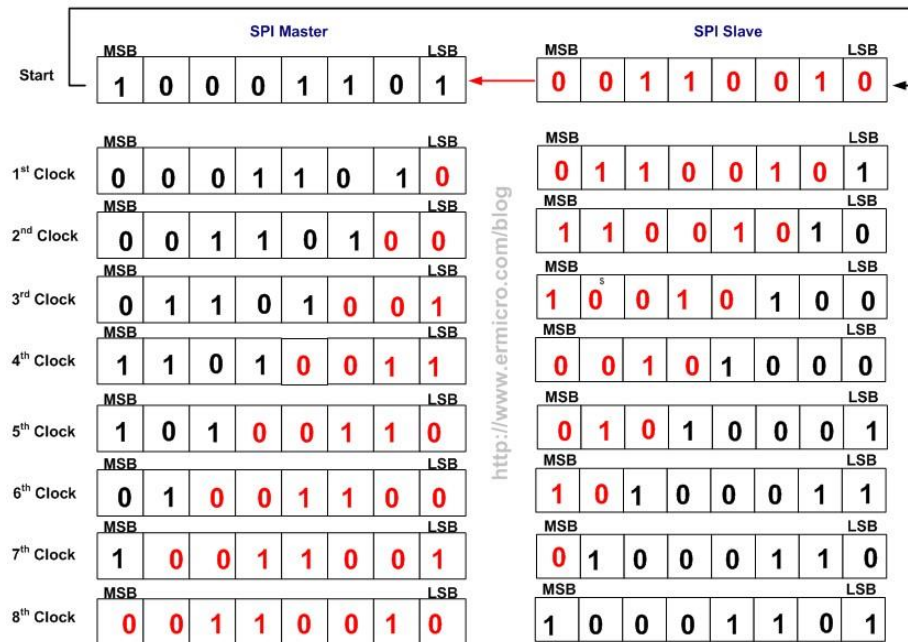 SPI Master SPI Slave
MSB LSB MSB LSB
Start 1 0 0 0 1 1 0 1 0 0 1 1 0 0 1 0
MSB LSB MSB LSB
1st Clock 0 0 0 1 1 0 1 0 0 1 1 0 0 1 0 1
MSB LSB MSB LSB
2nd Clock 0 0 1 1 0 1 0 0 1 1 0 0 1 0 1 0
MSB LSB MSB LSB
3rd Clock 0 1 1 0 1 0 0 1 1 0 s 0 1 0 1 0 0
MSB LSB MSB LSB
4th Clock 1 1 0 1 0 0 1 1 0 0 1 0 1 0 0 0
MSB LSB MSB LSB
5th Clock 1 0 1 0 0 1 1 0 0 1 0 1 0 0 0 1
MSB LSB MSB LSB
6th Clock 0 1 0 0 1 1 0 0 1 0 1 0 0 0 1 1
MSB LSB MSB LSB
7th Clock 1 0 0 1 1 0 0 1 0 1 0 0 0 1 1 0
MSB LSB MSB LSB
8th Clock 0 0 1 1 0 0 1 0 1 0 0 0 1 1 0 1
http://www.ermicro.com/blog